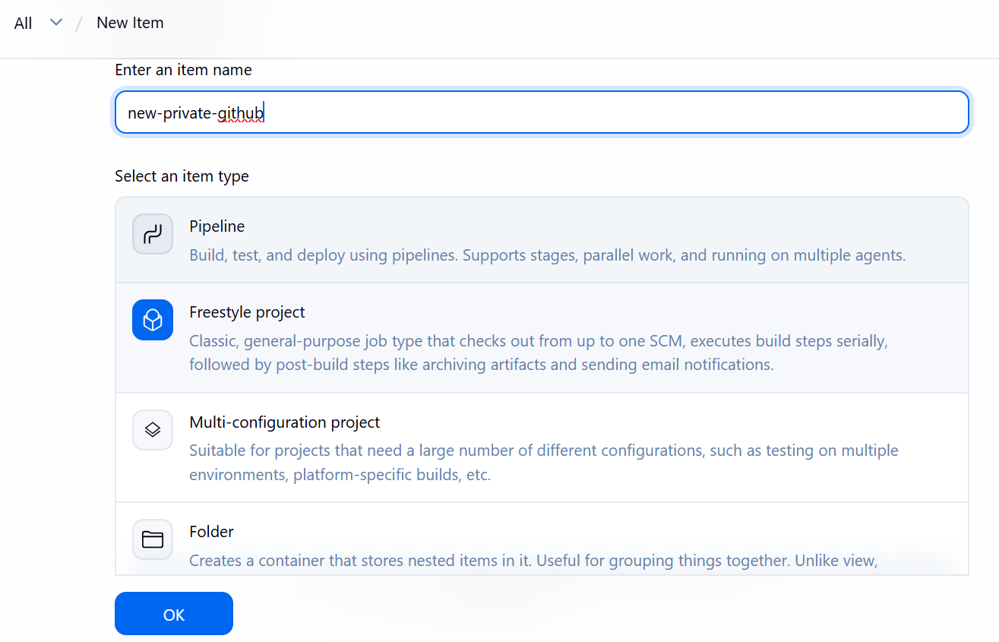 All / New Item
Enter an item name
new-private-github
Select an item type
Pipeline
Build, test, and deploy using pipelines. Supports stages, parallel work, and running on multiple agents.
Freestyle project
Classic, general-purpose job type that checks out from up to one SCM, executes build steps serially,
followed by post-build steps like archiving artifacts and sending email notifications.
Multi-configuration project
Suitable for projects that need a large number of different configurations, such as testing on multiple
environments, platform-specific builds, etc.
Folder
Creates a container that stores nested items in it. Useful for grouping things together. Unlike view,
OK